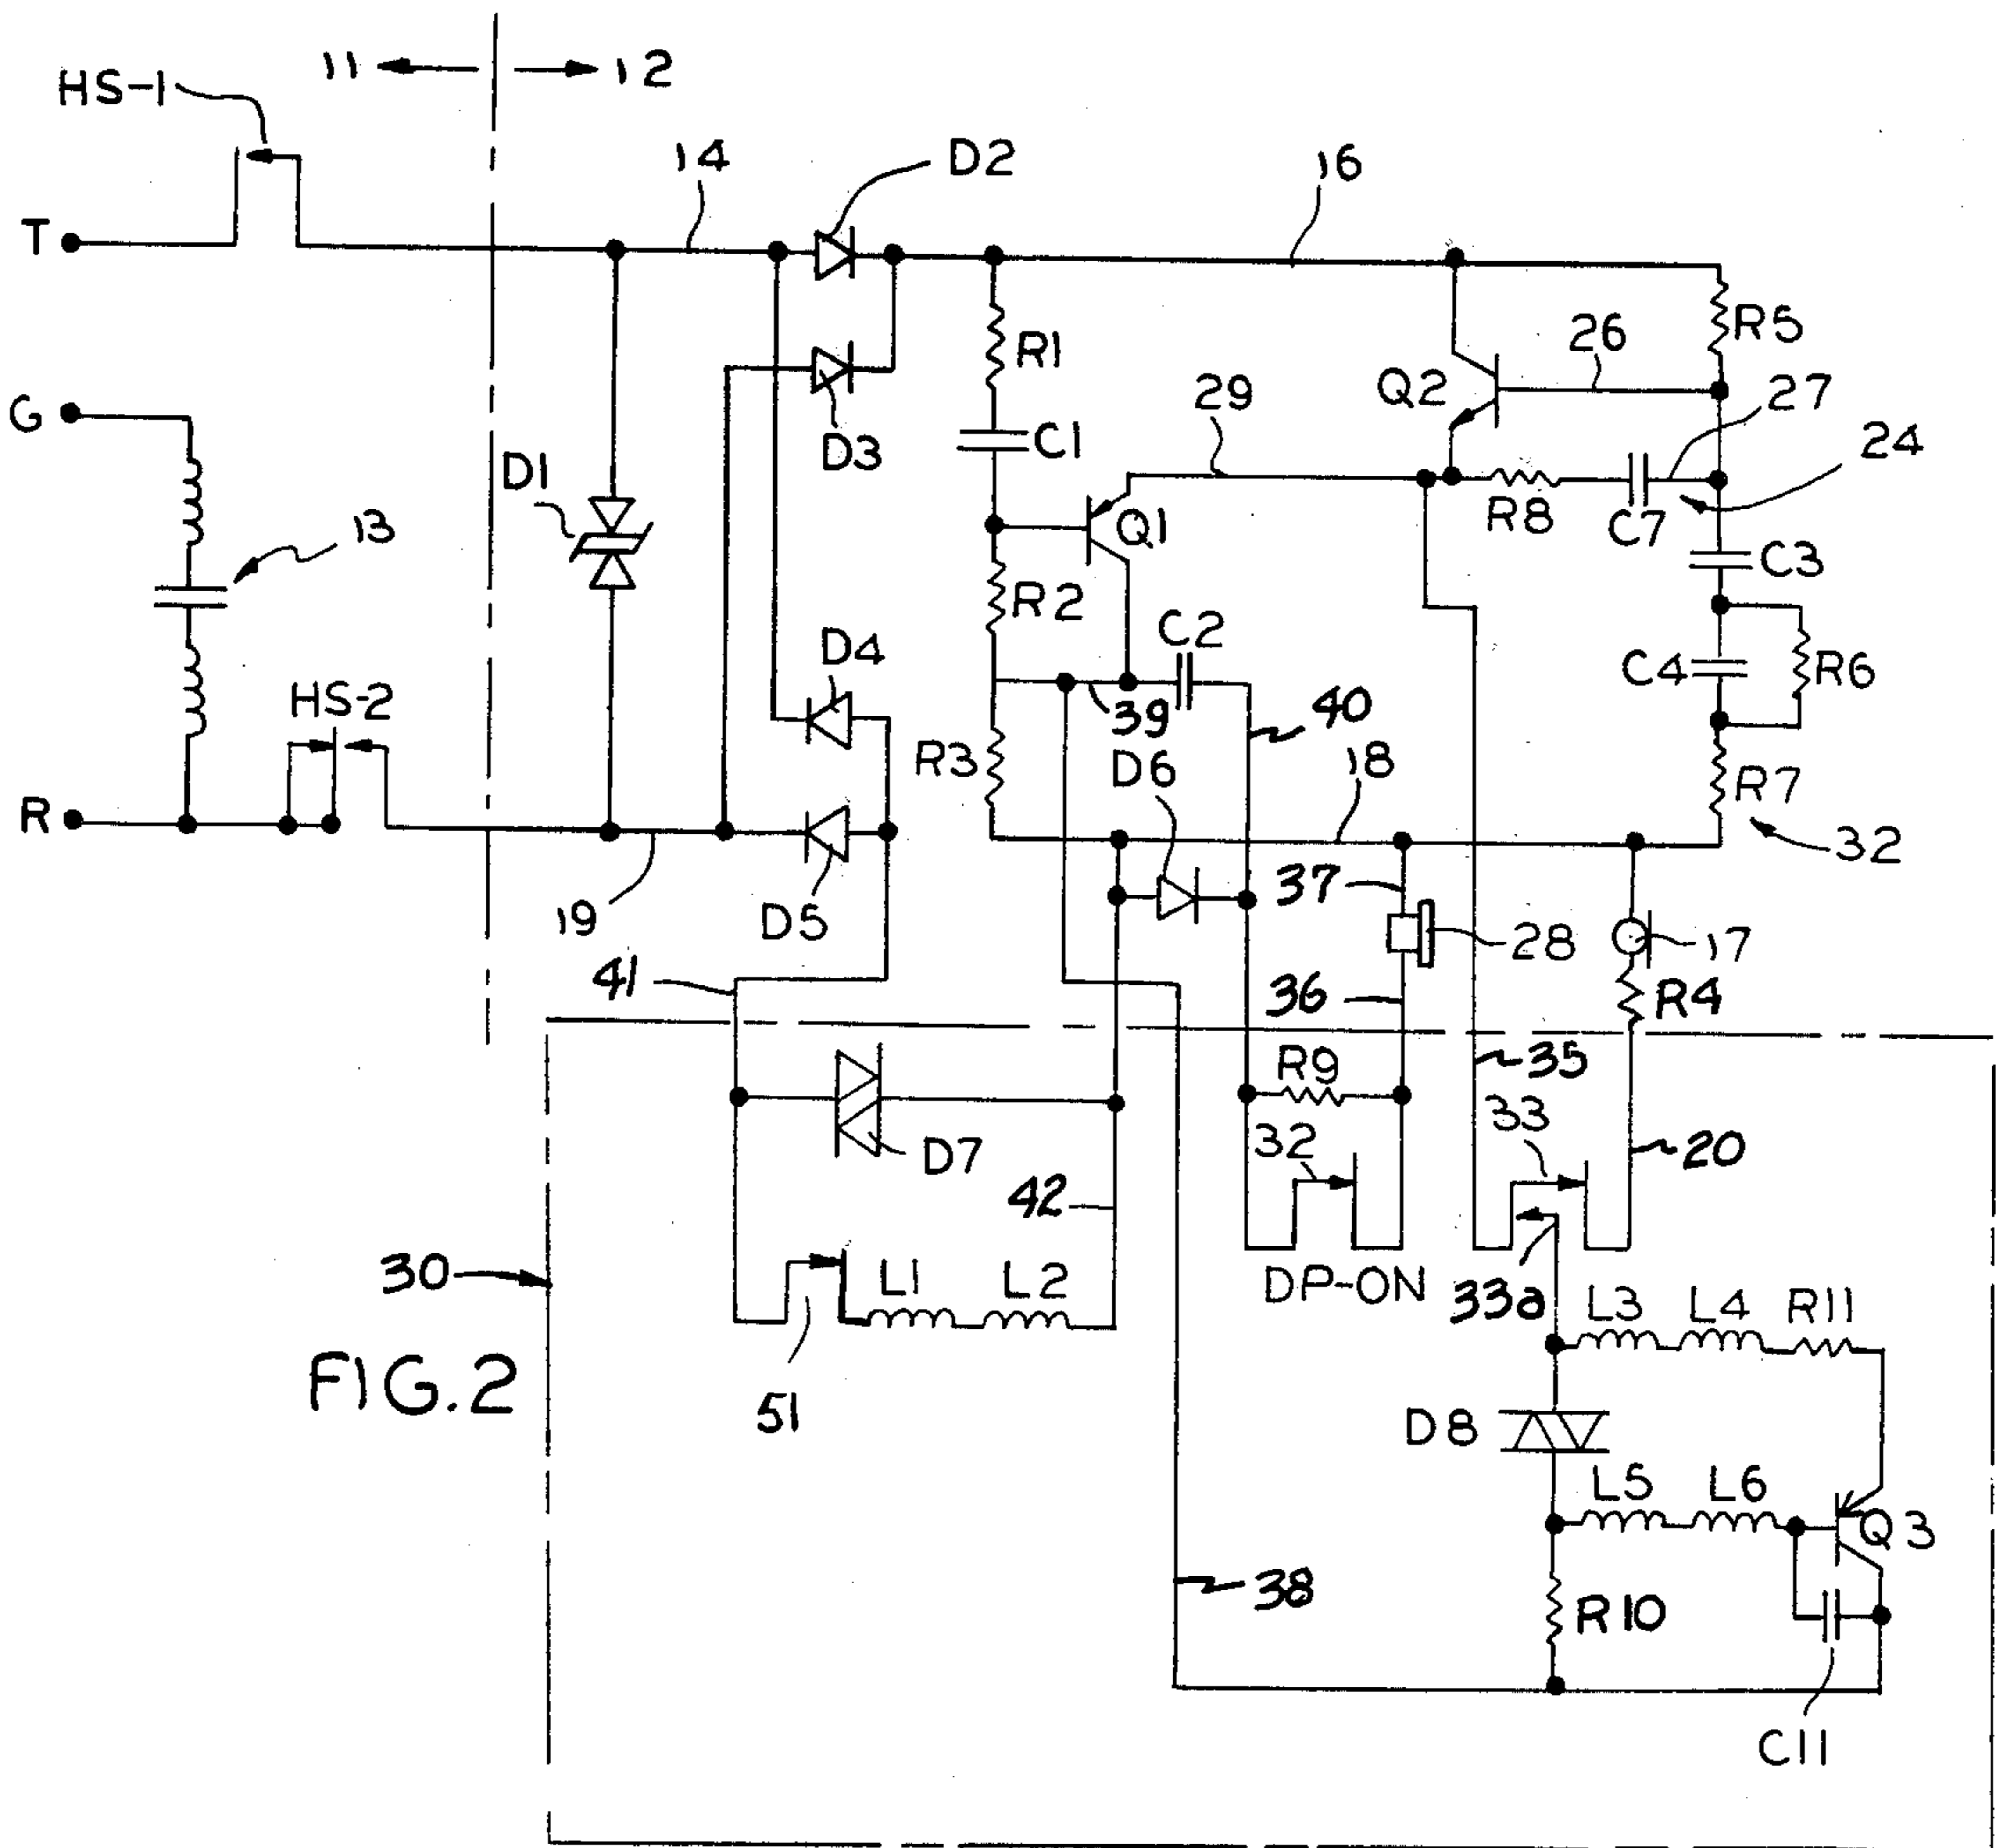 11 12
HS-1
14
D2
16
T
R1
R5
26
27
G
D3
Q2
29
24
C1
D1
13
Q1
R8
C7
C3
R2
C2
HS-2
D4
C4
R6
39
40
R3
D6
18
R7
R
32
37
19
D5
28
17
41
36
R4
R9
35
33
D7
32
20
42
30
L1
L2
DP-ON
33a
L3
L4
R11
FIG.2
51
D8
L5
L6
Q3
38
R10
C11